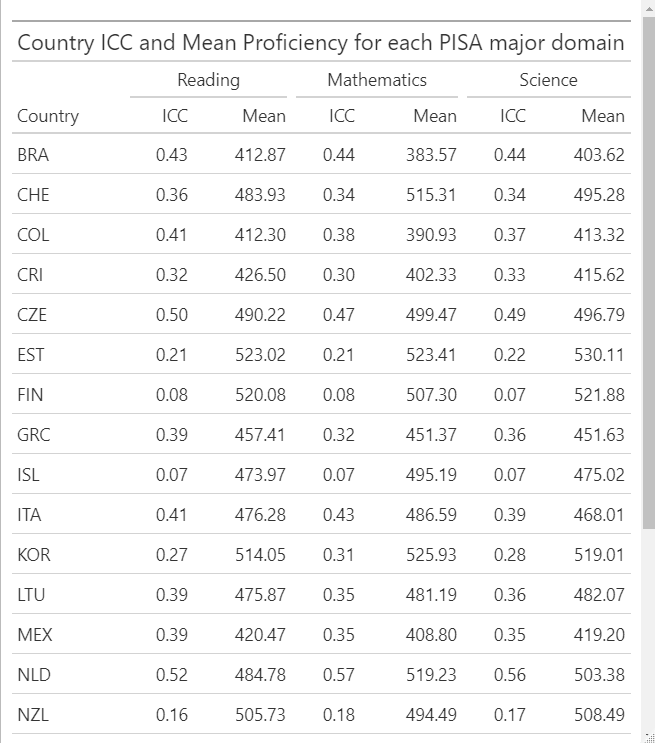 Country ICC and Mean Proficiency for each PISA major domain
Reading Mathematics Science
Country ICC Mean ICC Mean ICC Mean
BRA 0.43 412.87 0.44 383.57 0.44 403.62
CHE 0.36 483.93 0.34 515.31 0.34 495.28
COL 0.41 412.30 0.38 390.93 0.37 413.32
CRI 0.32 426.50 0.30 402.33 0.33 415.62
CZE 0.50 490.22 0.47 499.47 0.49 496.79
EST 0.21 523.02 0.21 523.41 0.22 530.11
FIN 0.08 520.08 0.08 507.30 0.07 521.88
GRC 0.39 457.41 0.32 451.37 0.36 451.63
ISL 0.07 473.97 0.07 495.19 0.07 475.02
ITA 0.41 476.28 0.43 486.59 0.39 468.01
KOR 0.27 514.05 0.31 525.93 0.28 519.01
LTU 0.39 475.87 0.35 481.19 0.36 482.07
MEX 0.39 420.47 0.35 408.80 0.35 419.20
NLD 0.52 484.78 0.57 519.23 0.56 503.38
NZL 0.16 505.73 0.18 494.49 0.17 508.49